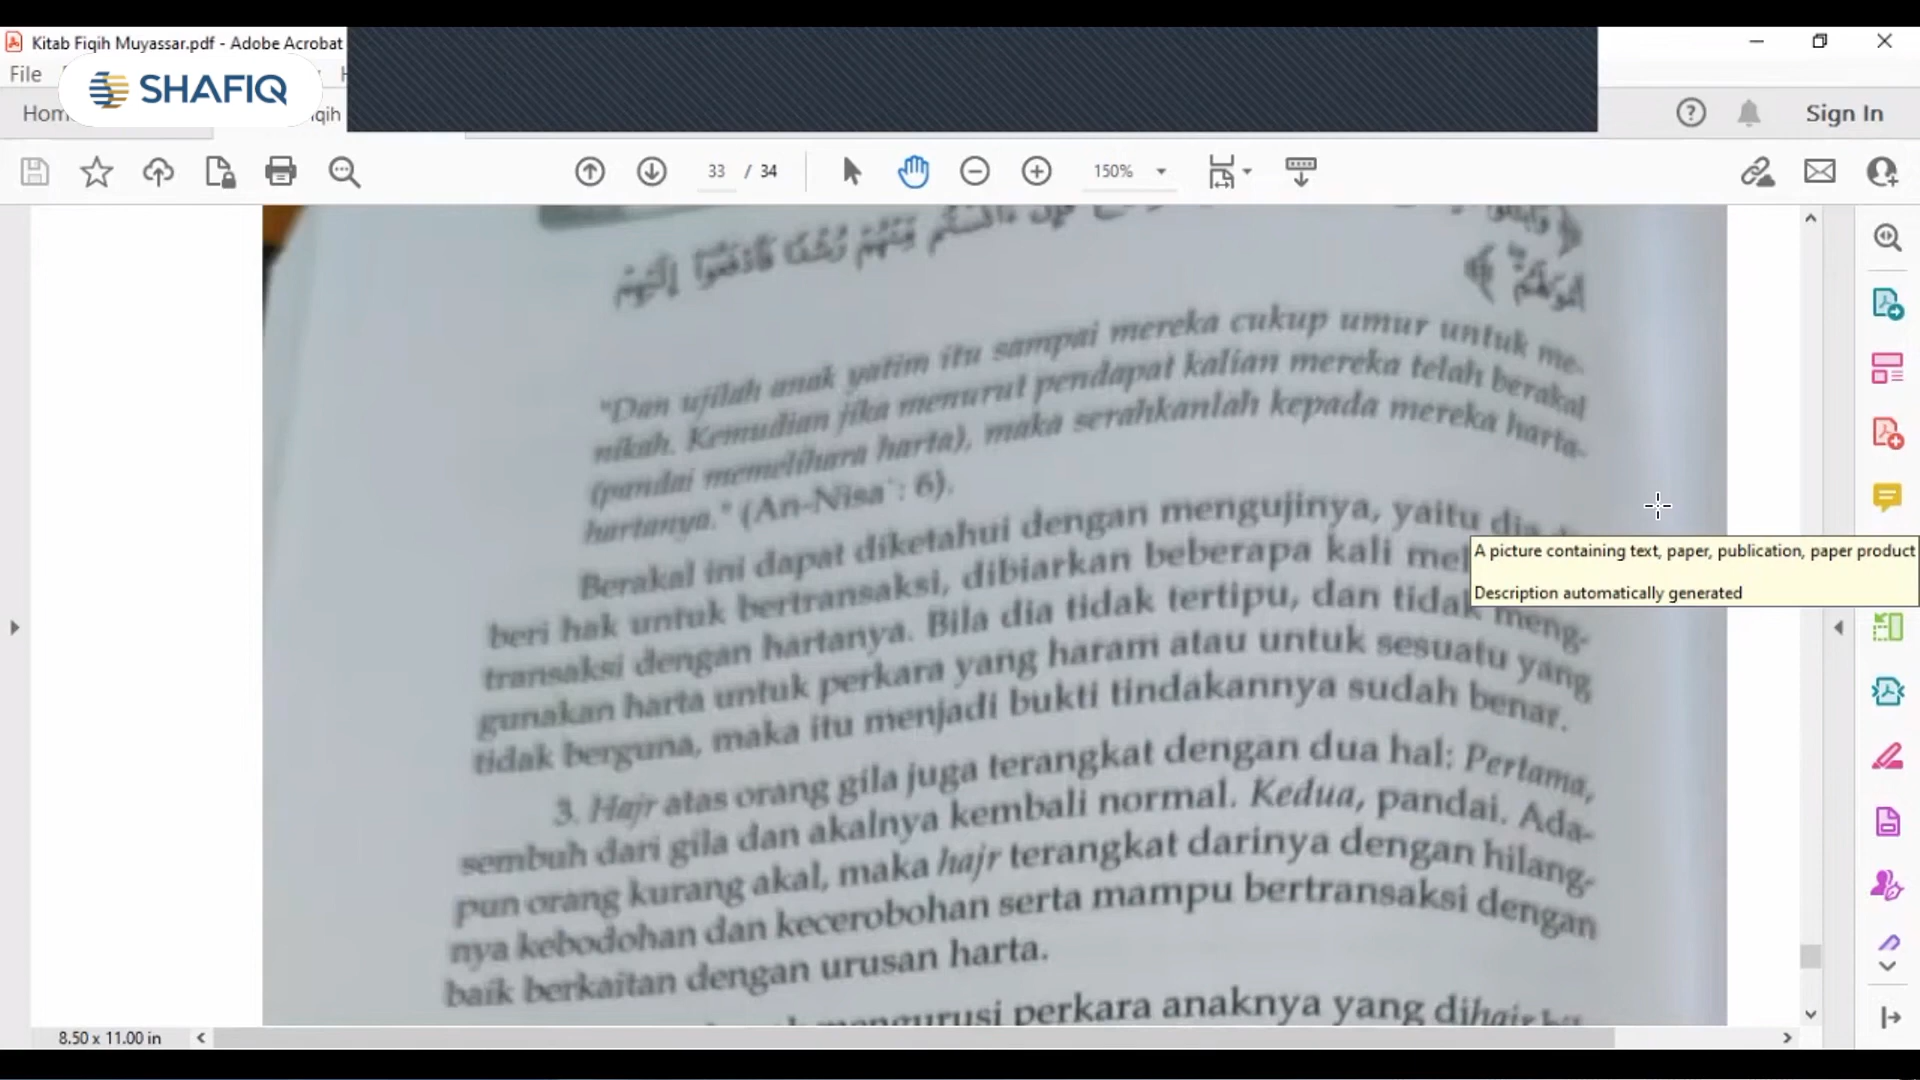 Kitab Fiqih Muyassar.pdf - Adobe Acrobat
File
SHAFIQ
Sign In
33 / 34
150%
"Dan ujilah anak yatim itu sampai mereka cukup umur untuk me-
nikah. Kemudian jika menurut pendapat kalian mereka telah berakal
(pandai memelihara harta), maka serahkanlah kepada mereka harta-
hartanya." (An-Nisa`: 6).
Berakal ini dapat diketahui dengan mengujinya, yaitu dia
beri hak untuk bertransaksi, dibiarkan beberapa kali
transaksi dengan hartanya. Bila dia tidak tertipu, dan tidak meng-
gunakan harta untuk perkara yang haram atau untuk sesuatu yang
tidak berguna, maka itu menjadi bukti tindakannya sudah benar.
3. Hajr atas orang gila juga terangkat dengan dua hal: Pertama,
sembuh dari gila dan akalnya kembali normal. Kedua, pandai. Ada-
pun orang kurang akal, maka hajr terangkat darinya dengan hilang-
nya kebodohan dan kecerobohan serta mampu bertransaksi dengan
baik berkaitan dengan urusan harta.
mengurusi perkara anaknya yang dihajr
A picture containing text, paper, publication, paper product
Description automatically generated
8.50 x 11.00 in